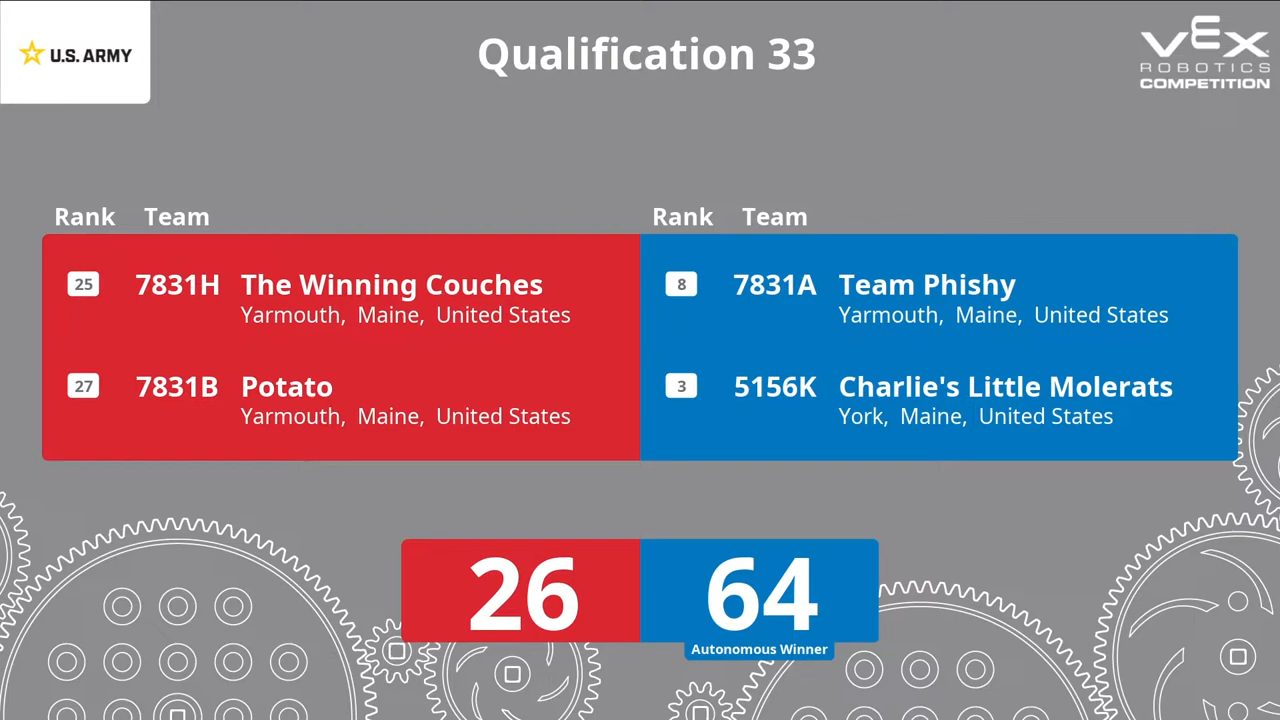 U.S. ARMY
Qualification 33
VEX
ROBOTICS
COMPETITION
Rank Team
25 7831H The Winning Couches
Yarmouth, Maine, United States
27 7831B Potato
Yarmouth, Maine, United States
Rank Team
8 7831A Team Phishy
Yarmouth, Maine, United States
3 5156K Charlie's Little Molerats
York, Maine, United States
26 64
Autonomous Winner